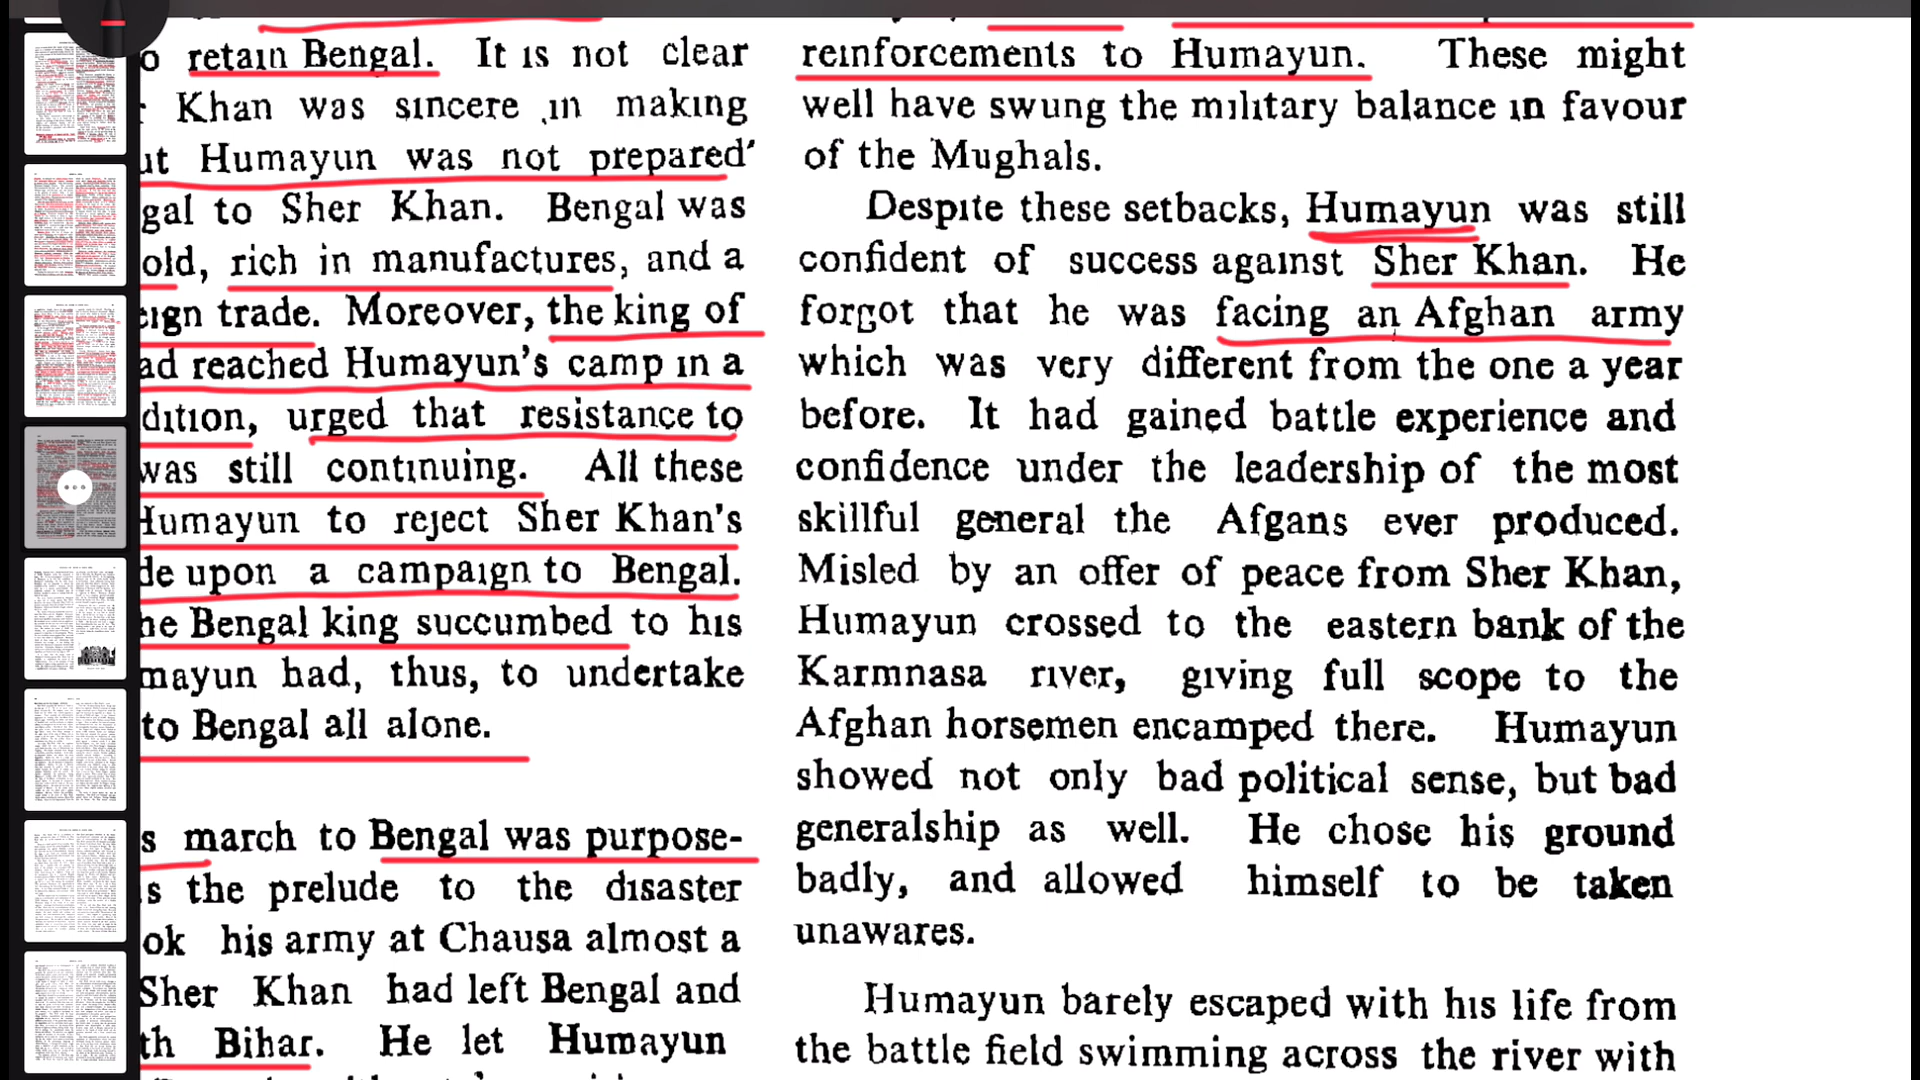 o retain Bengal. It is not clear
Khan was sincere in making
ut Humayun was not prepared
gal to Sher Khan. Bengal was
old, rich in manufactures, and a
eign trade. Moreover, the king of
ad reached Humayun's camp in a
dition, urged that resistance to
was still continuing. All these
Humayun to reject Sher Khan's
de upon a campaign to Bengal.
he Bengal king succumbed to his
mayun had, thus, to undertake
to Bengal all alone.
s march to Bengal was purpose-
s the prelude to the disaster
ok his army at Chausa almost a
Sher Khan had left Bengal and
th Bihar. He let Humayun
reinforcements to Humayun. These might
well have swung the military balance in favour
of the Mughals.
Despite these setbacks, Humayun was still
confident of success against Sher Khan. He
forgot that he was facing an Afghan army
which was very different from the one a year
before. It had gained battle experience and
confidence under the leadership of the most
skillful general the Afgans ever produced.
Misled by an offer of peace from Sher Khan,
Humayun crossed to the eastern bank of the
Karmnasa river, giving full scope to the
Afghan horsemen encamped there. Humayun
showed not only bad political sense, but bad
generalship as well. He chose his ground
badly, and allowed himself to be taken
unawares.
Humayun barely escaped with his life from
the battle field swimming across the river with